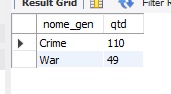 Result Grid Filter R
nome_gen qtd
Crime 110
War 49